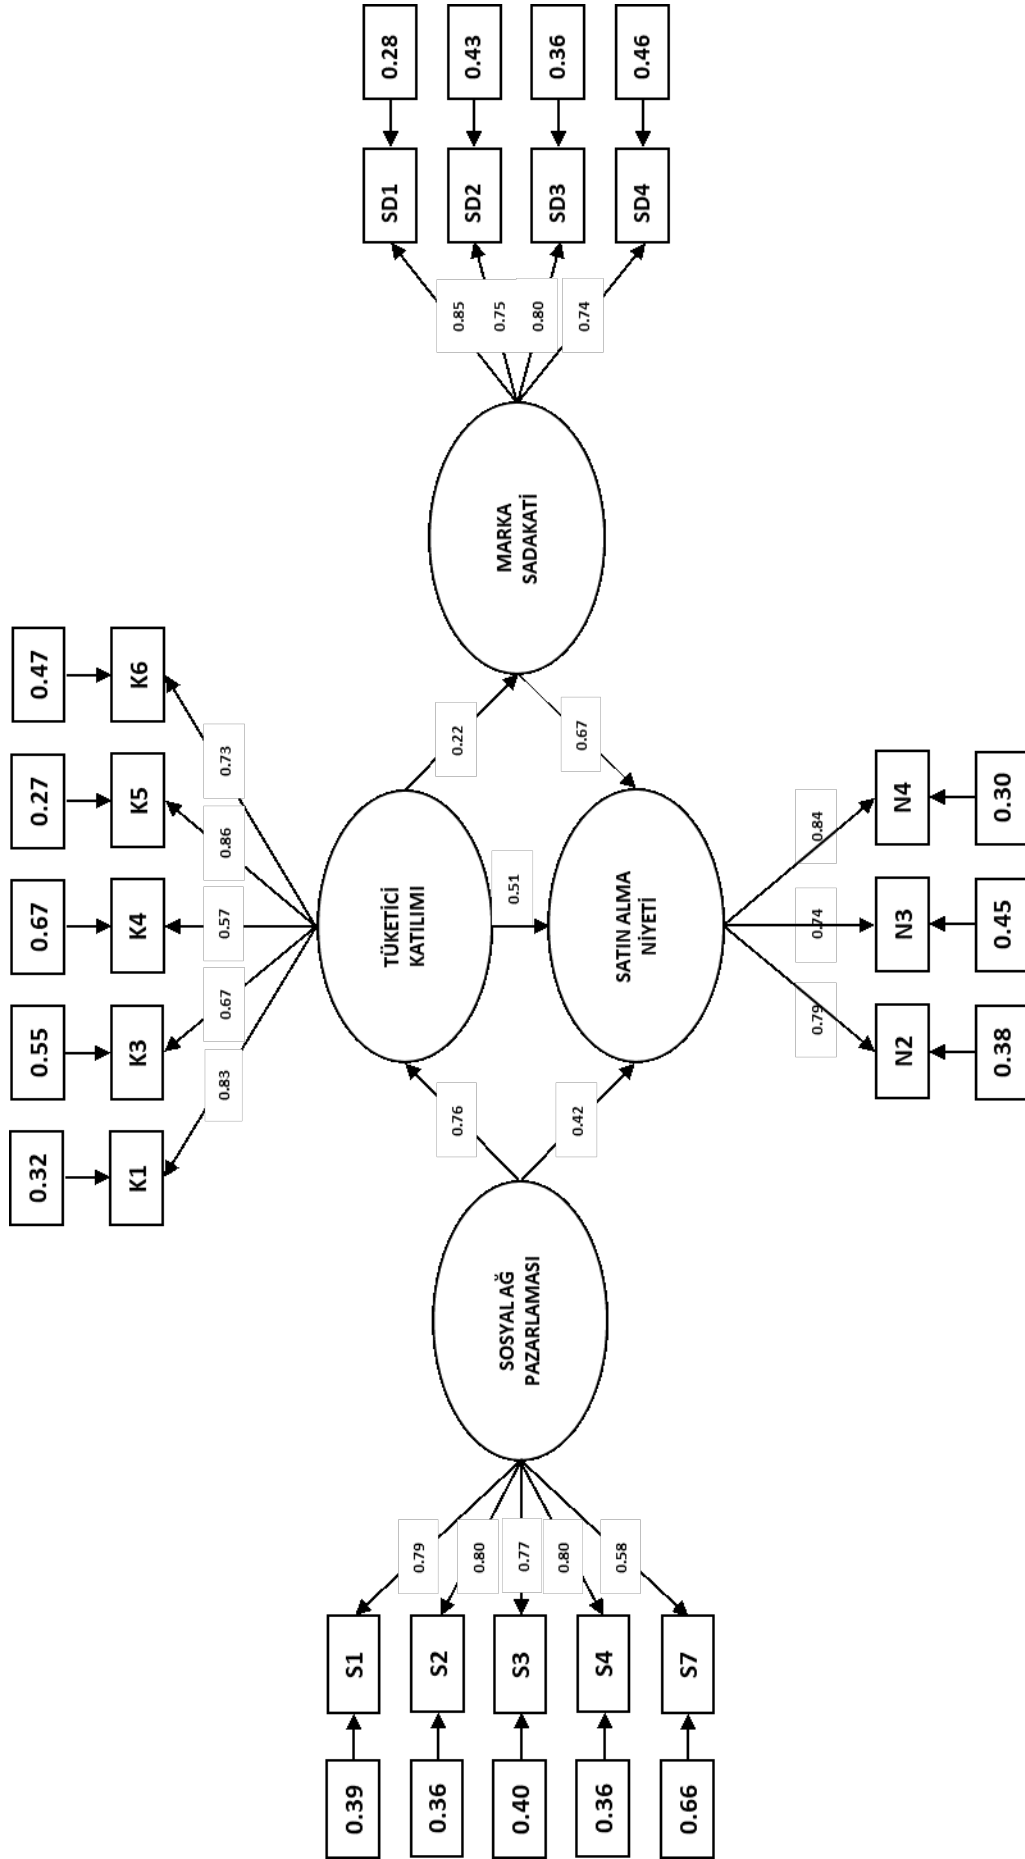 0.32
0.55
0.67
0.27
0.47
K1
K3
K4
K5
K6
0.83
0.67
0.57
0.86
0.73
0.39
S1
0.79
0.36
S2
0.80
0.40
S3
0.77
0.36
S4
0.80
0.66
S7
0.58
SOSYAL AĞ
PAZARLAMASI
0.76
0.42
TÜKETİCİ
KATILIMI
0.51
SATIN ALMA
NİYETİ
0.22
0.67
MARKA
SADAKATİ
0.85
SD1
0.28
0.75
SD2
0.43
0.80
SD3
0.36
0.74
SD4
0.46
0.79
0.74
0.84
N2
N3
N4
0.38
0.45
0.30